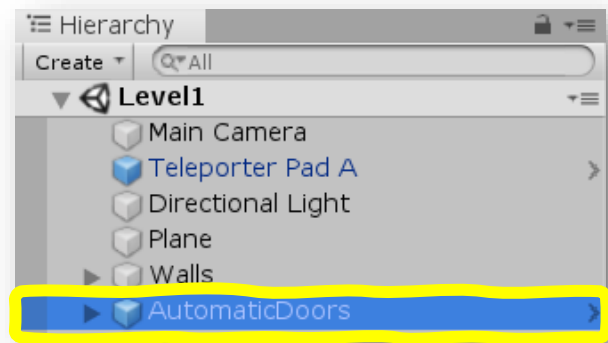 Hierarchy
Create All
Level1
Main Camera
Teleporter Pad A
Directional Light
Plane
Walls
AutomaticDoors